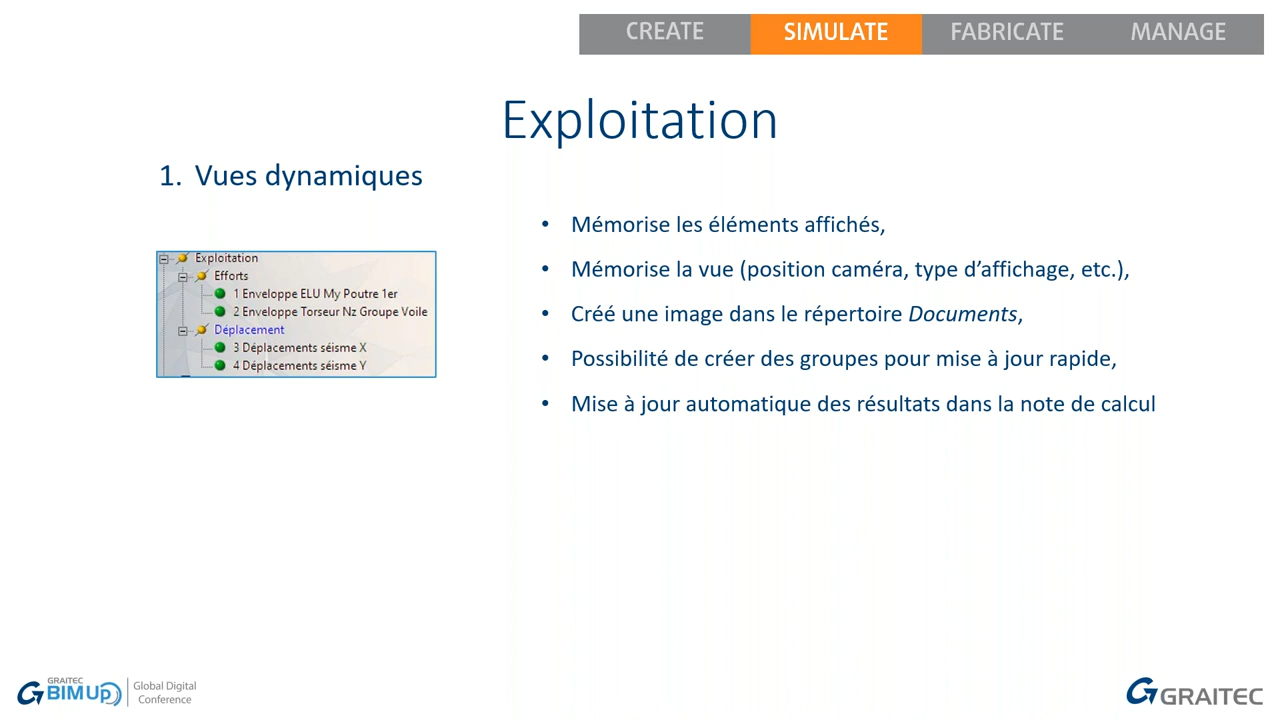 CREATE SIMULATE FABRICATE MANAGE
Exploitation
1. Vues dynamiques
Exploitation
Efforts
1 Enveloppe ELU My Poutre 1er
2 Enveloppe Torseur Nz Groupe Voile
Déplacement
3 Déplacements séisme X
4 Déplacements séisme Y
• Mémorise les éléments affichés,
• Mémorise la vue (position caméra, type d’affichage, etc.),
• Créé une image dans le répertoire Documents,
• Possibilité de créer des groupes pour mise à jour rapide,
• Mise à jour automatique des résultats dans la note de calcul
GRAITEC
BIMUp
Global Digital
Conference
GRAITEC